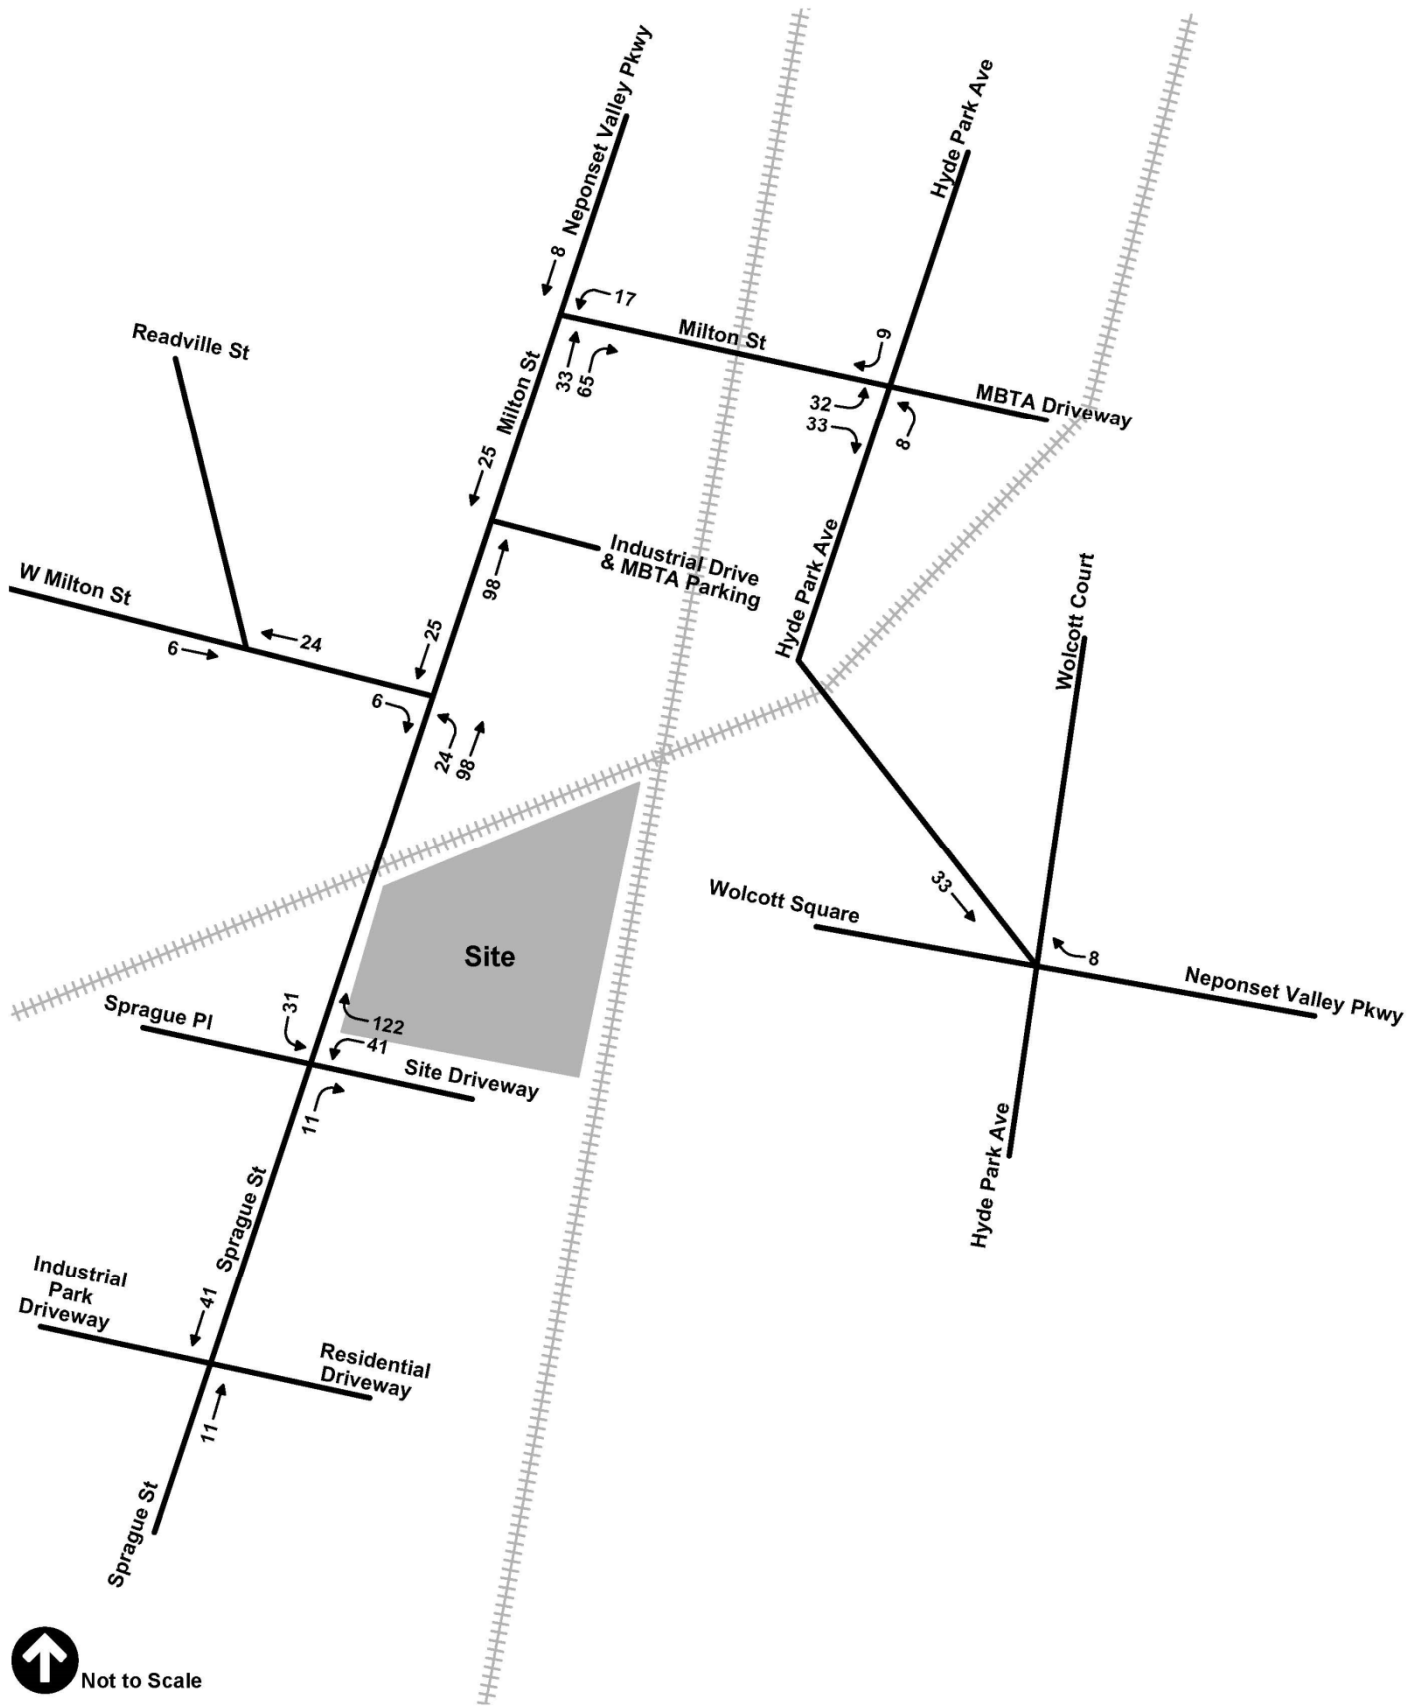 Neponset Valley Pkwy
Hyde Park Ave
8
17
Milton St
Readville St
9
33
65
Milton St
32
33
8
MBTA Driveway
25
Industrial Drive
& MBTA Parking
98
Hyde Park Ave
W Milton St
Wolcott Court
24
6
25
6
24
98
33
Wolcott Square
Site
8
Neponset Valley Pkwy
31
Sprague Pl
122
41
Site Driveway
11
Hyde Park Ave
Sprague St
Industrial
Park
Driveway
41
Residential
Driveway
11
Sprague St
Not to Scale